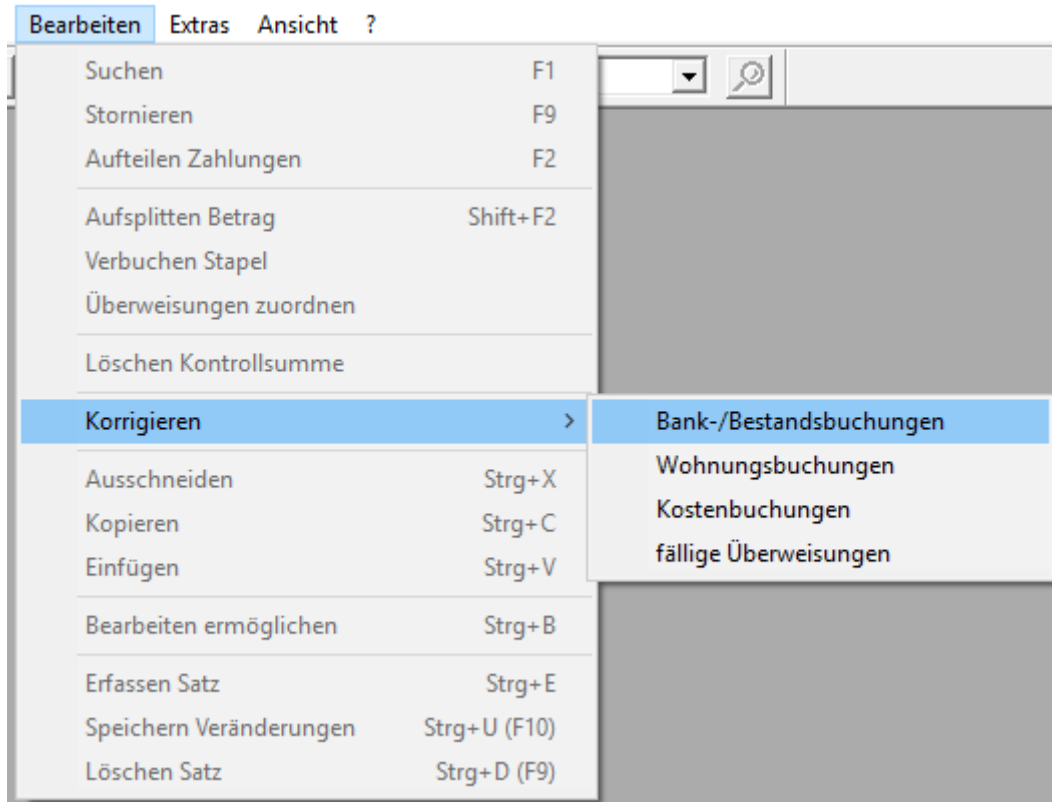 Bearbeiten Extras Ansicht ?
Suchen F1
Stornieren F9
Aufteilen Zahlungen F2
Aufsplitten Betrag Shift+F2
Verbuchen Stapel
Überweisungen zuordnen
Löschen Kontrollsumme
Korrigieren >
Bank-/Bestandsbuchungen
Wohnungsbuchungen
Kostenbuchungen
fällige Überweisungen
Ausschneiden Strg+X
Kopieren Strg+C
Einfügen Strg+V
Bearbeiten ermöglichen Strg+B
Erfassen Satz Strg+E
Speichern Veränderungen Strg+U (F10)
Löschen Satz Strg+D (F9)